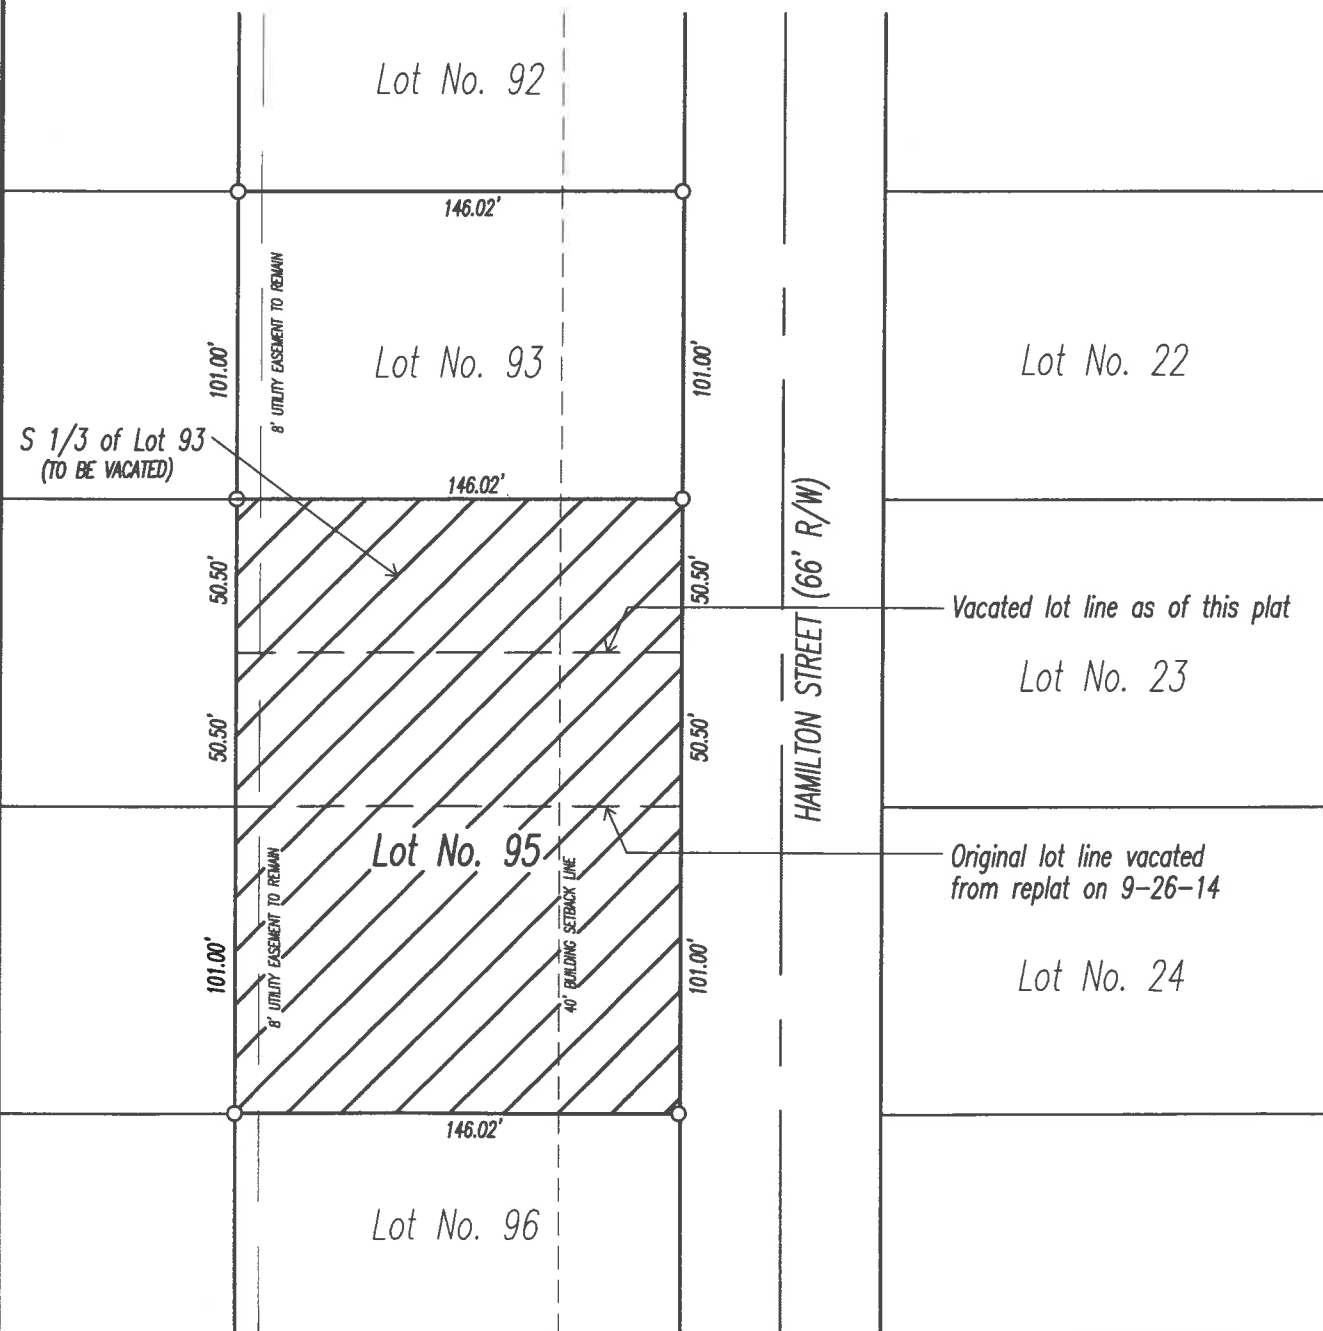 Lot No. 92
146.02'
8' UTILITY EASEMENT TO REMAIN
101.00'
Lot No. 93
101.00'
Lot No. 22
S 1/3 of Lot 93
(TO BE VACATED)
146.02'
50.50'
50.50'
HAMILTON STREET (66' R/W)
Vacated lot line as of this plat
Lot No. 23
50.50'
50.50'
Lot No. 95
8' UTILITY EASEMENT TO REMAIN
40' BUILDING SETBACK LINE
Original lot line vacated
from replat on 9-26-14
101.00'
101.00'
Lot No. 24
146.02'
Lot No. 96